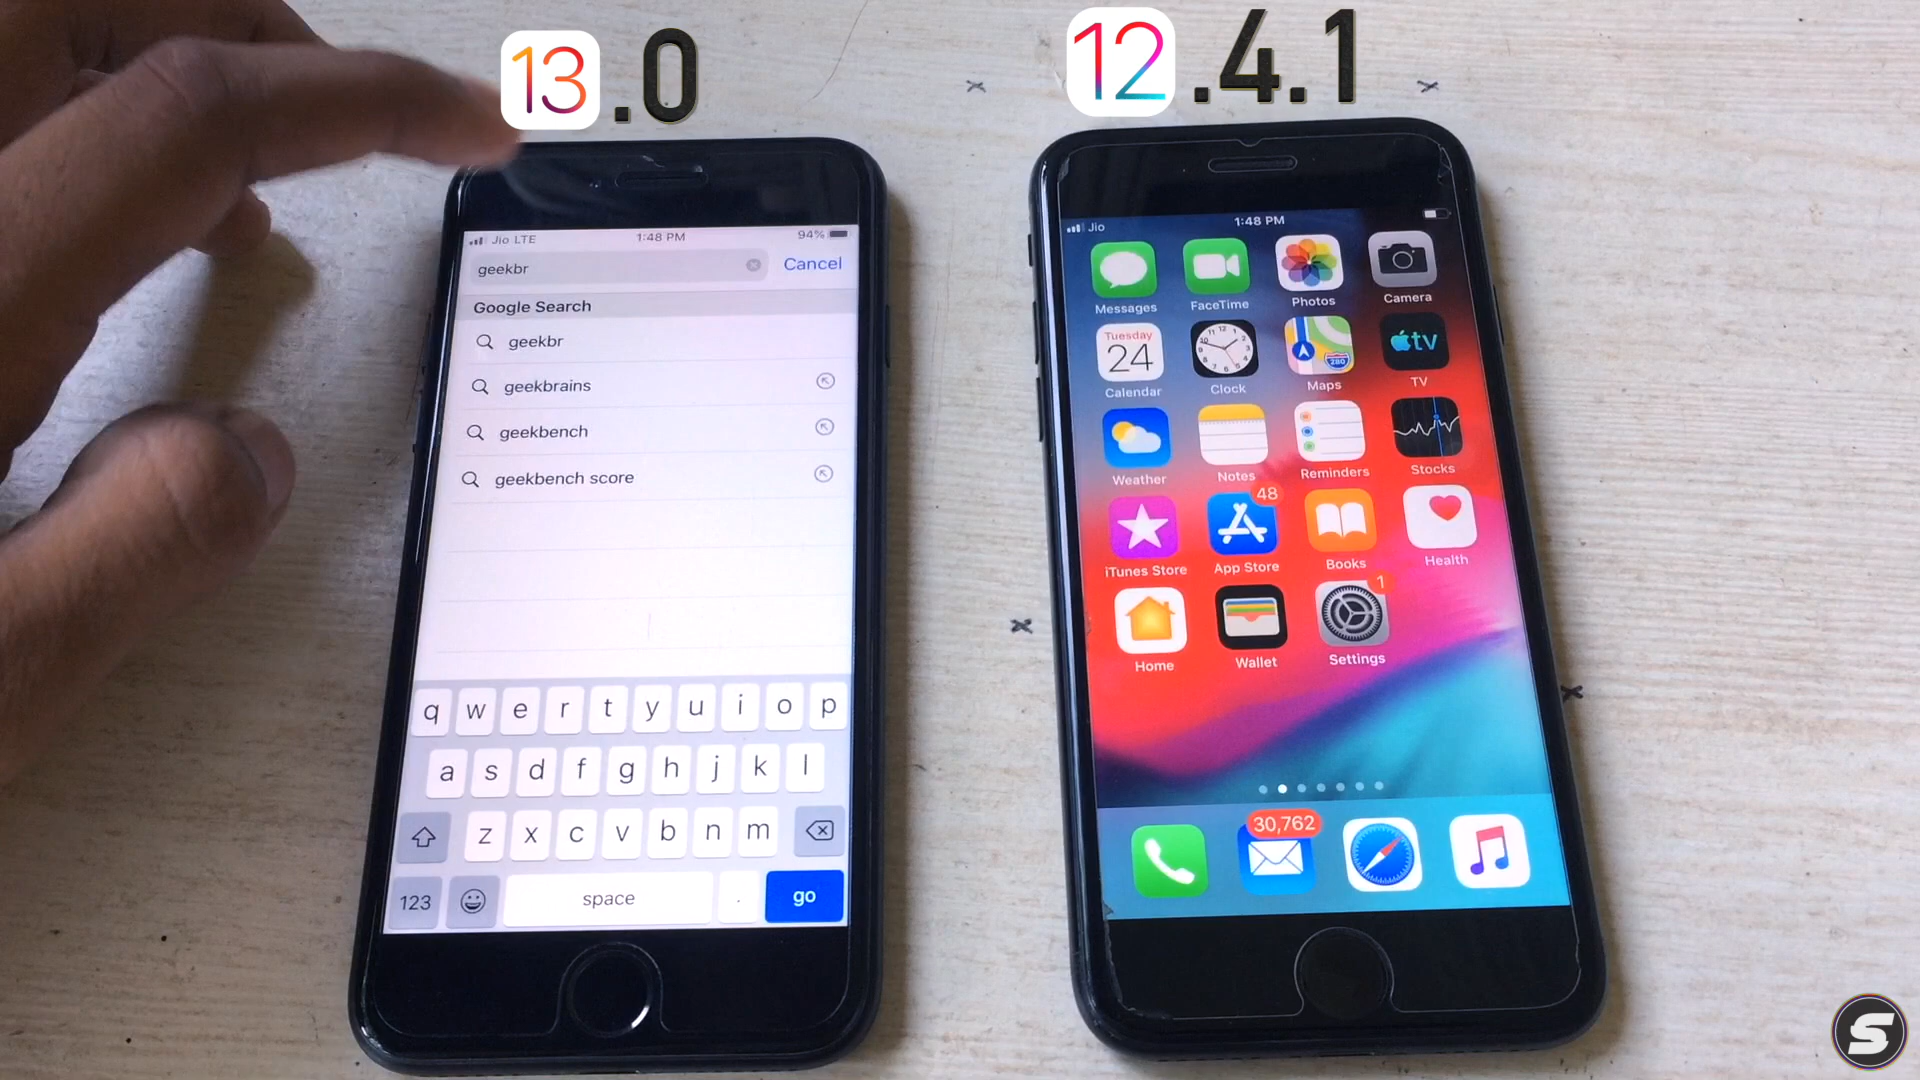 13 .0
12 .4.1
Jio LTE 1:48 PM 94%
geekbr Cancel
Google Search
geekbr
geekbrains
geekbench
geekbench score
q w e r t y u i o p
a s d f g h j k l
z x c v b n m
123 space . go
Jio 1:48 PM
Messages FaceTime Photos Camera
Tuesday
24
12
tv
280
Calendar Clock Maps TV
Weather Notes Reminders Stocks
48
iTunes Store App Store Books Health
1
Home Wallet Settings
30,762
S